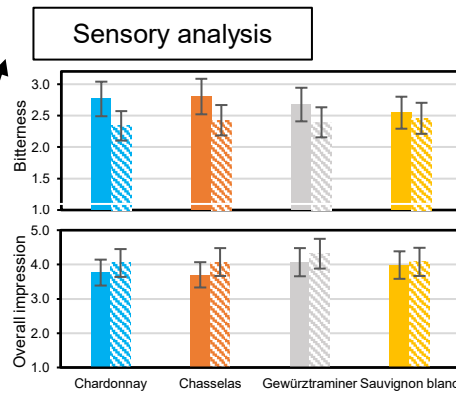 Sensory analysis
Bitterness
3.0
2.5
2.0
1.5
1.0
Overall impression
5.0
4.0
3.0
2.0
1.0
Chardonnay Chasselas Gewürztraminer Sauvignon blanc